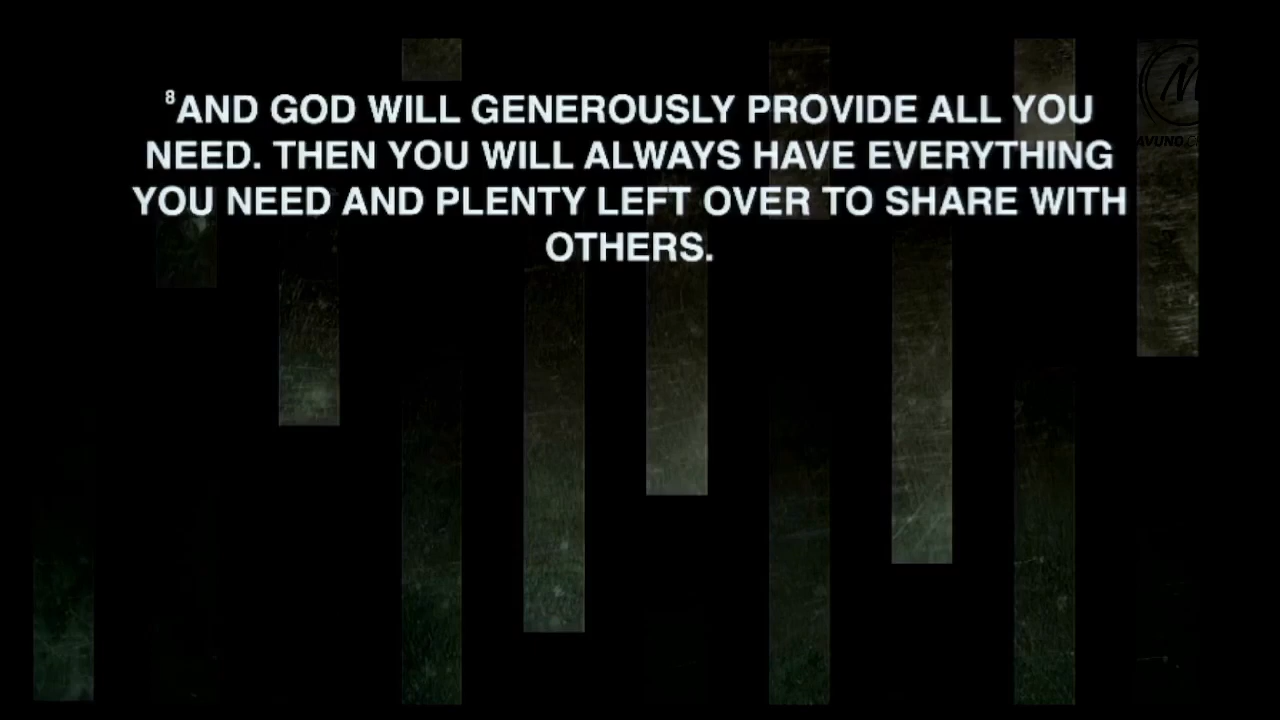 ⁸AND GOD WILL GENEROUSLY PROVIDE ALL YOU
NEED. THEN YOU WILL ALWAYS HAVE EVERYTHING
YOU NEED AND PLENTY LEFT OVER TO SHARE WITH
OTHERS.